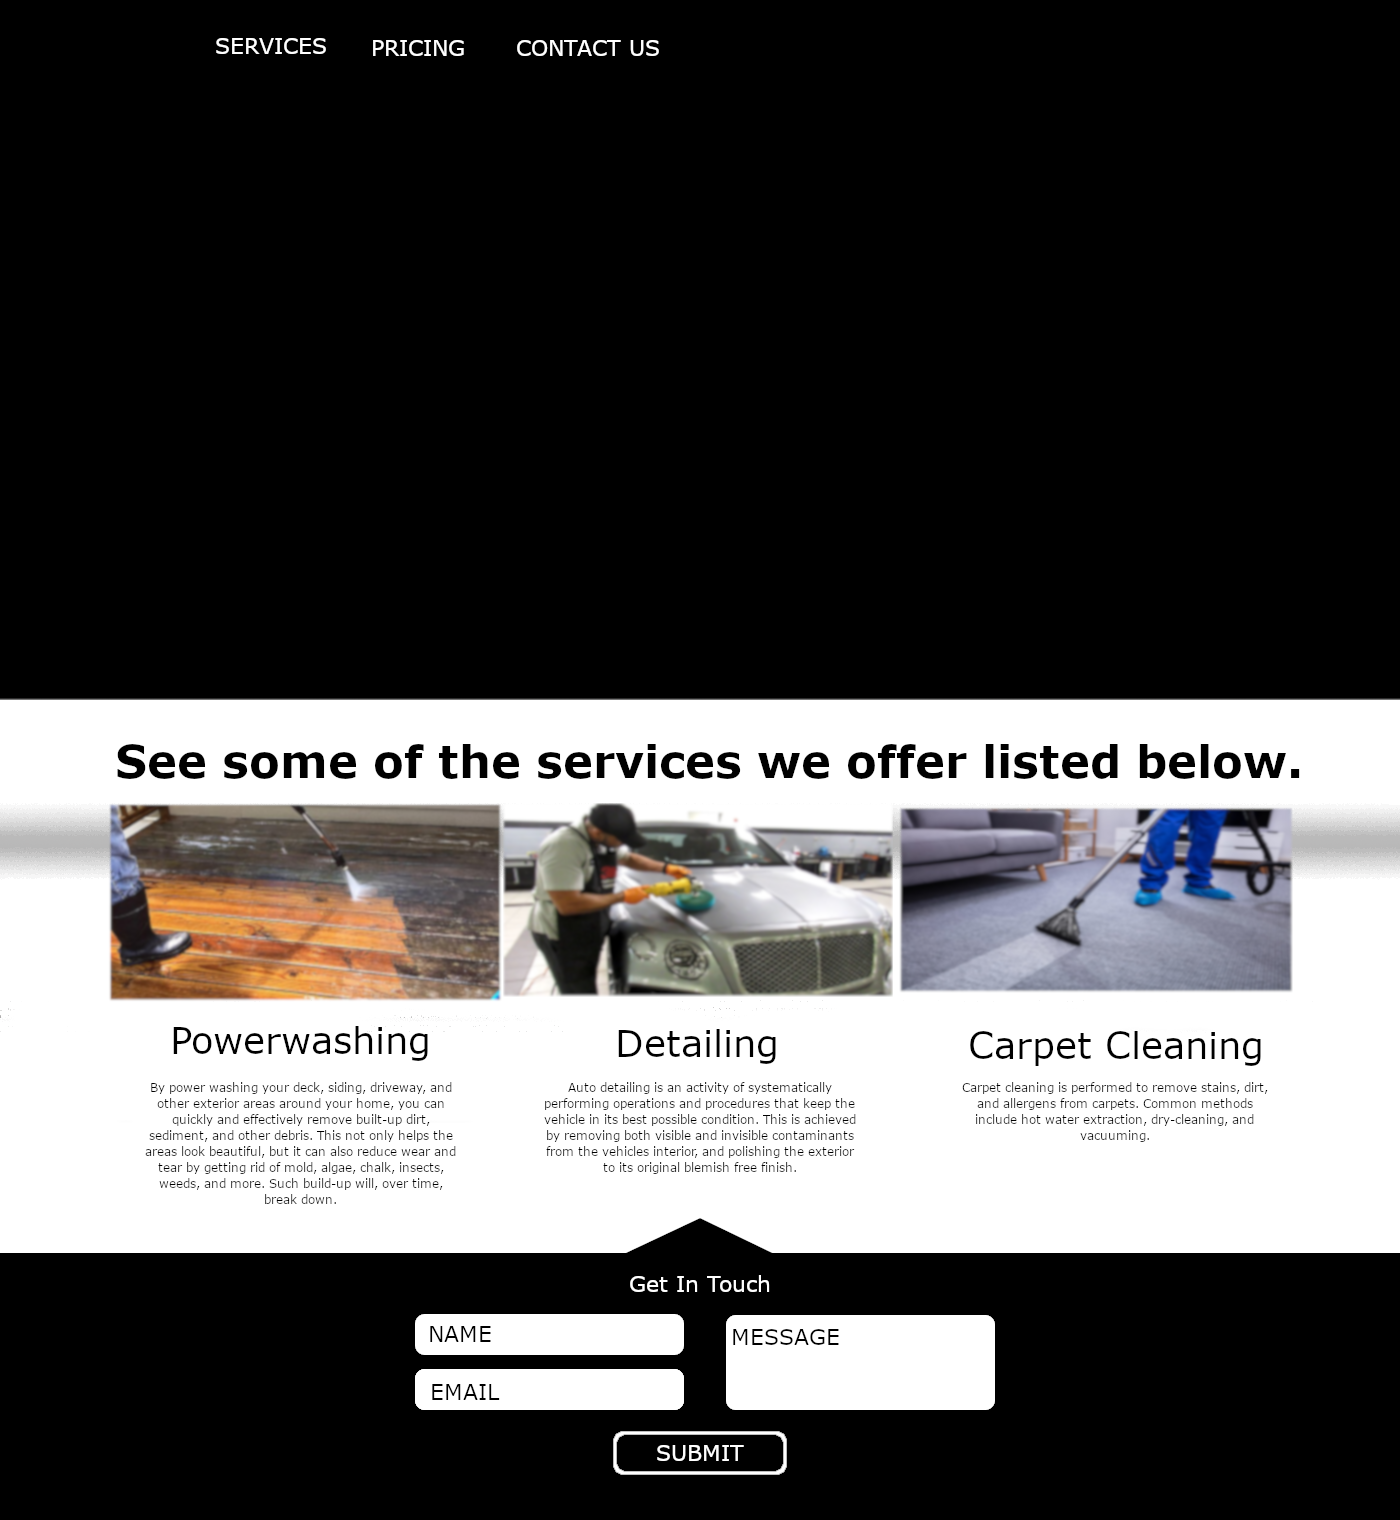 SERVICES PRICING CONTACT US
See some of the services we offer listed below.
Powerwashing
By power washing your deck, siding, driveway, and
other exterior areas around your home, you can
quickly and effectively remove built-up dirt,
sediment, and other debris. This not only helps the
areas look beautiful, but it can also reduce wear and
tear by getting rid of mold, algae, chalk, insects,
weeds, and more. Such build-up will, over time,
break down.
Detailing
Auto detailing is an activity of systematically
performing operations and procedures that keep the
vehicle in its best possible condition. This is achieved
by removing both visible and invisible contaminants
from the vehicles interior, and polishing the exterior
to its original blemish free finish.
Carpet Cleaning
Carpet cleaning is performed to remove stains, dirt,
and allergens from carpets. Common methods
include hot water extraction, dry-cleaning, and
vacuuming.
Get In Touch
NAME
EMAIL
MESSAGE
SUBMIT